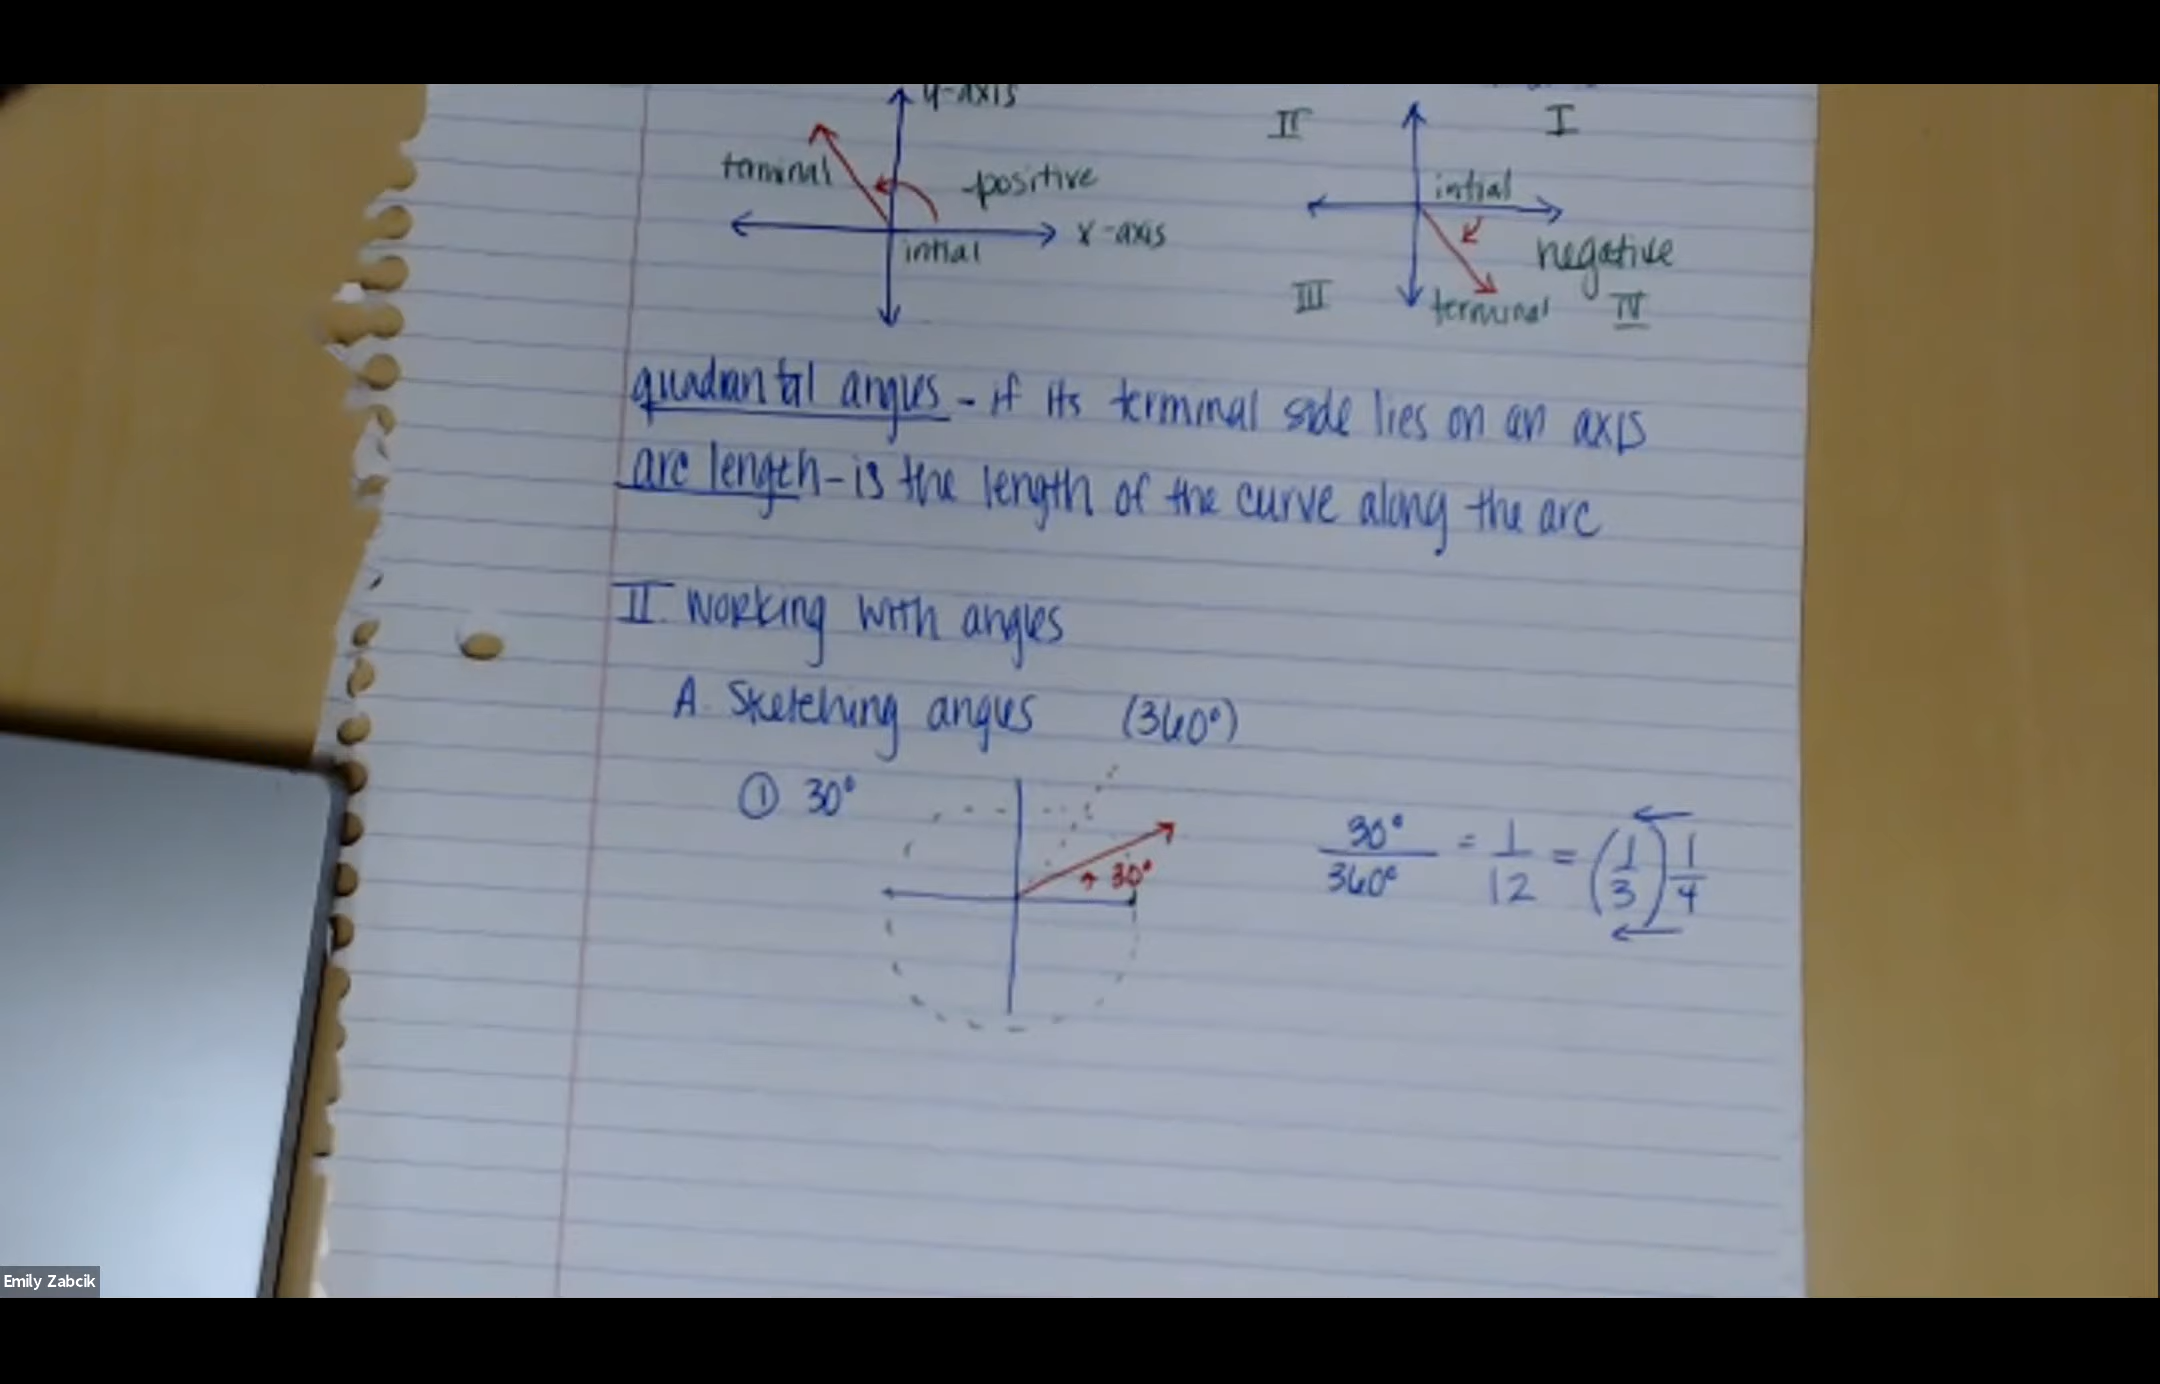 y-axis
II I
terminal positive intial
x-axis negative
intial
III terminal IV
quadrantal angles - if its terminal side lies on an axis
arc length - is the length of the curve along the arc
II. Working with angles
A. Sketching angles (360°)
① 30° 30° 30°/360° = 1/12 = (1/3) 1/4
Emily Zabcik